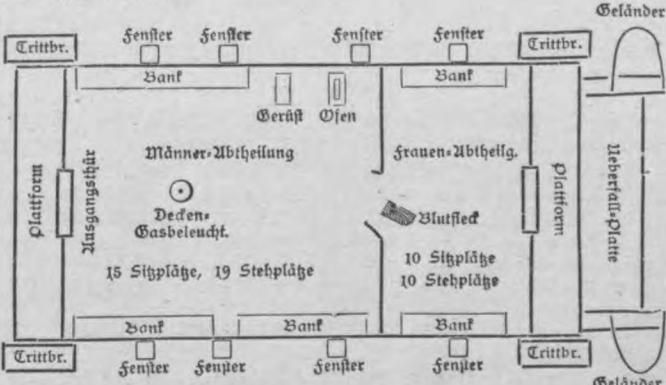 Geländer
Trittbr. Fenster Fenster Fenster Fenster Trittbr.
Bank Bank
Gerüst Ofen
Plattform
Ausgangsthür
Männer-Abtheilung
Frauen-Abtheilg.
Plattform
Ueberfall-Platte
Decken-
Gasbeleucht.
Blutfleck
15 Sitzplätze, 19 Stehplätze
10 Sitzplätze
10 Stehplätze
Bank Bank Bank
Trittbr. Fenster Fenster Fenster Fenster Trittbr.
Geländer